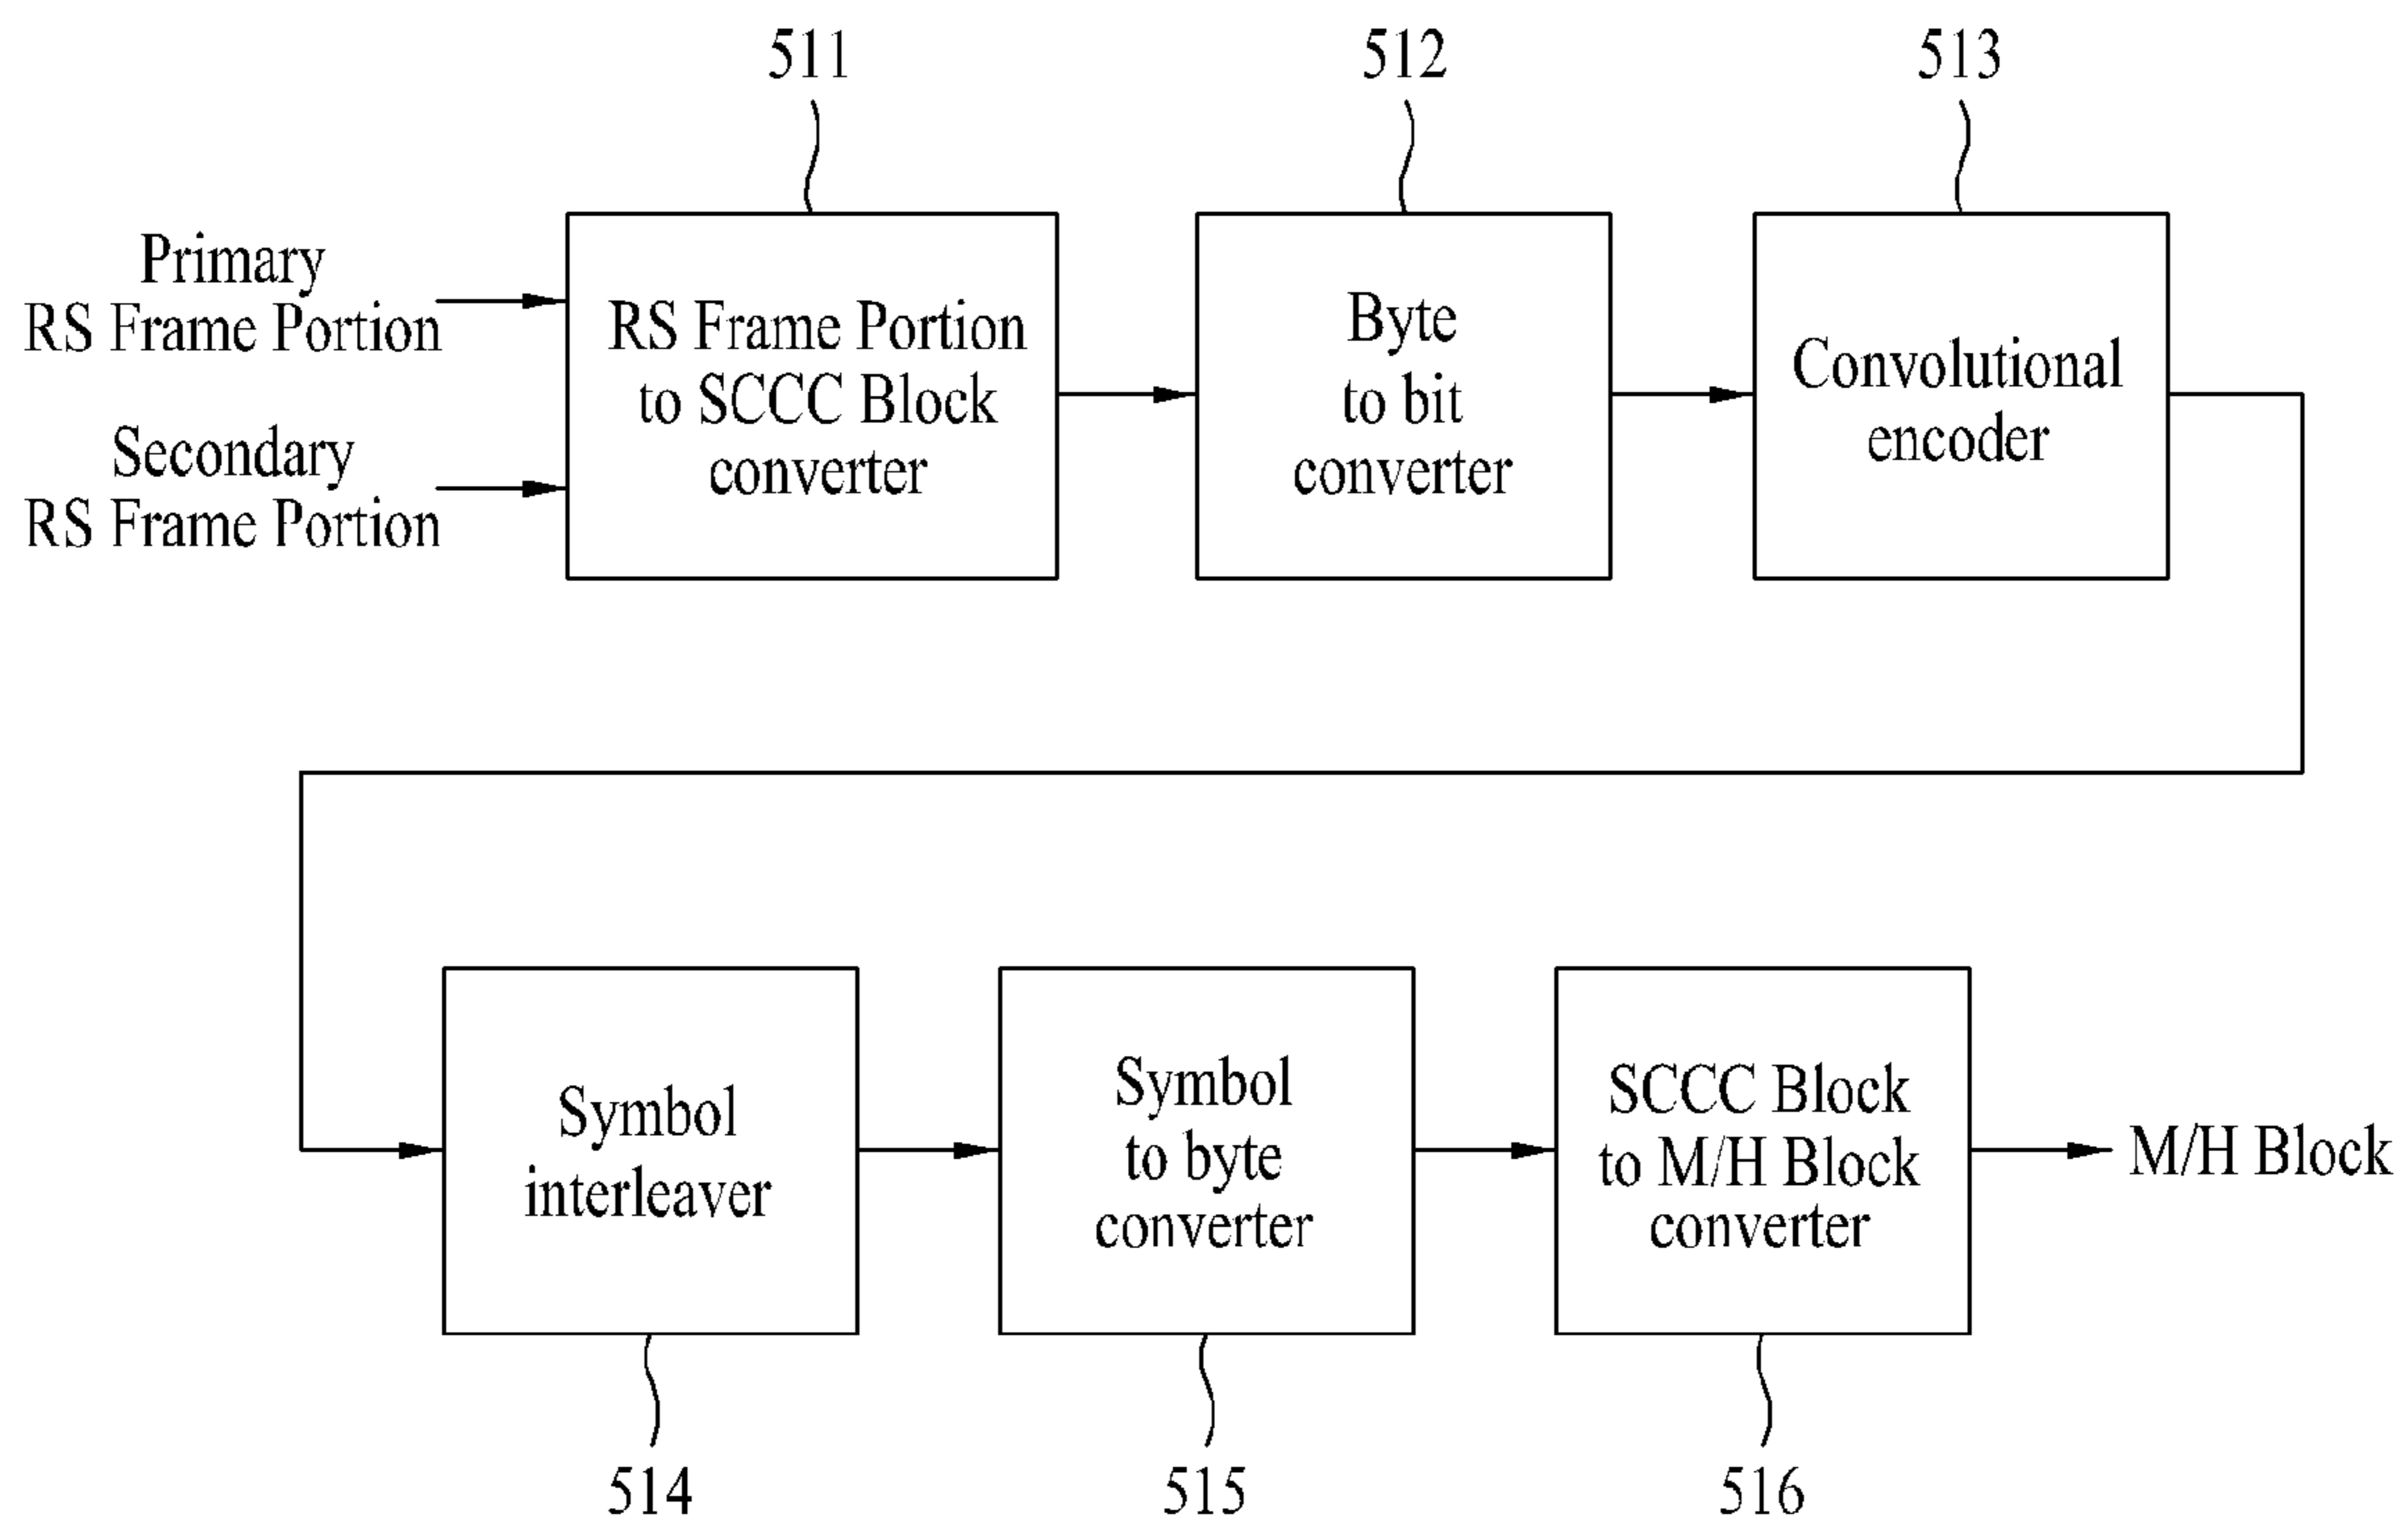 511
512
513
Primary
RS Frame Portion
Secondary
RS Frame Portion
RS Frame Portion
to SCCC Block
converter
Byte
to bit
converter
Convolutional
encoder
Symbol
interleaver
Symbol
to byte
converter
SCCC Block
to M/H Block
converter
M/H Block
514
515
516